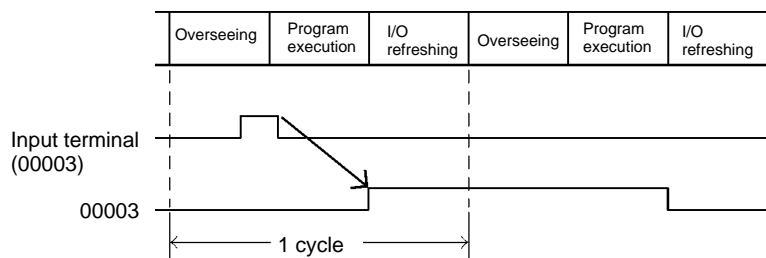 Overseeing Program execution I/O refreshing Overseeing Program execution I/O refreshing
Input terminal
(00003)
00003
1 cycle